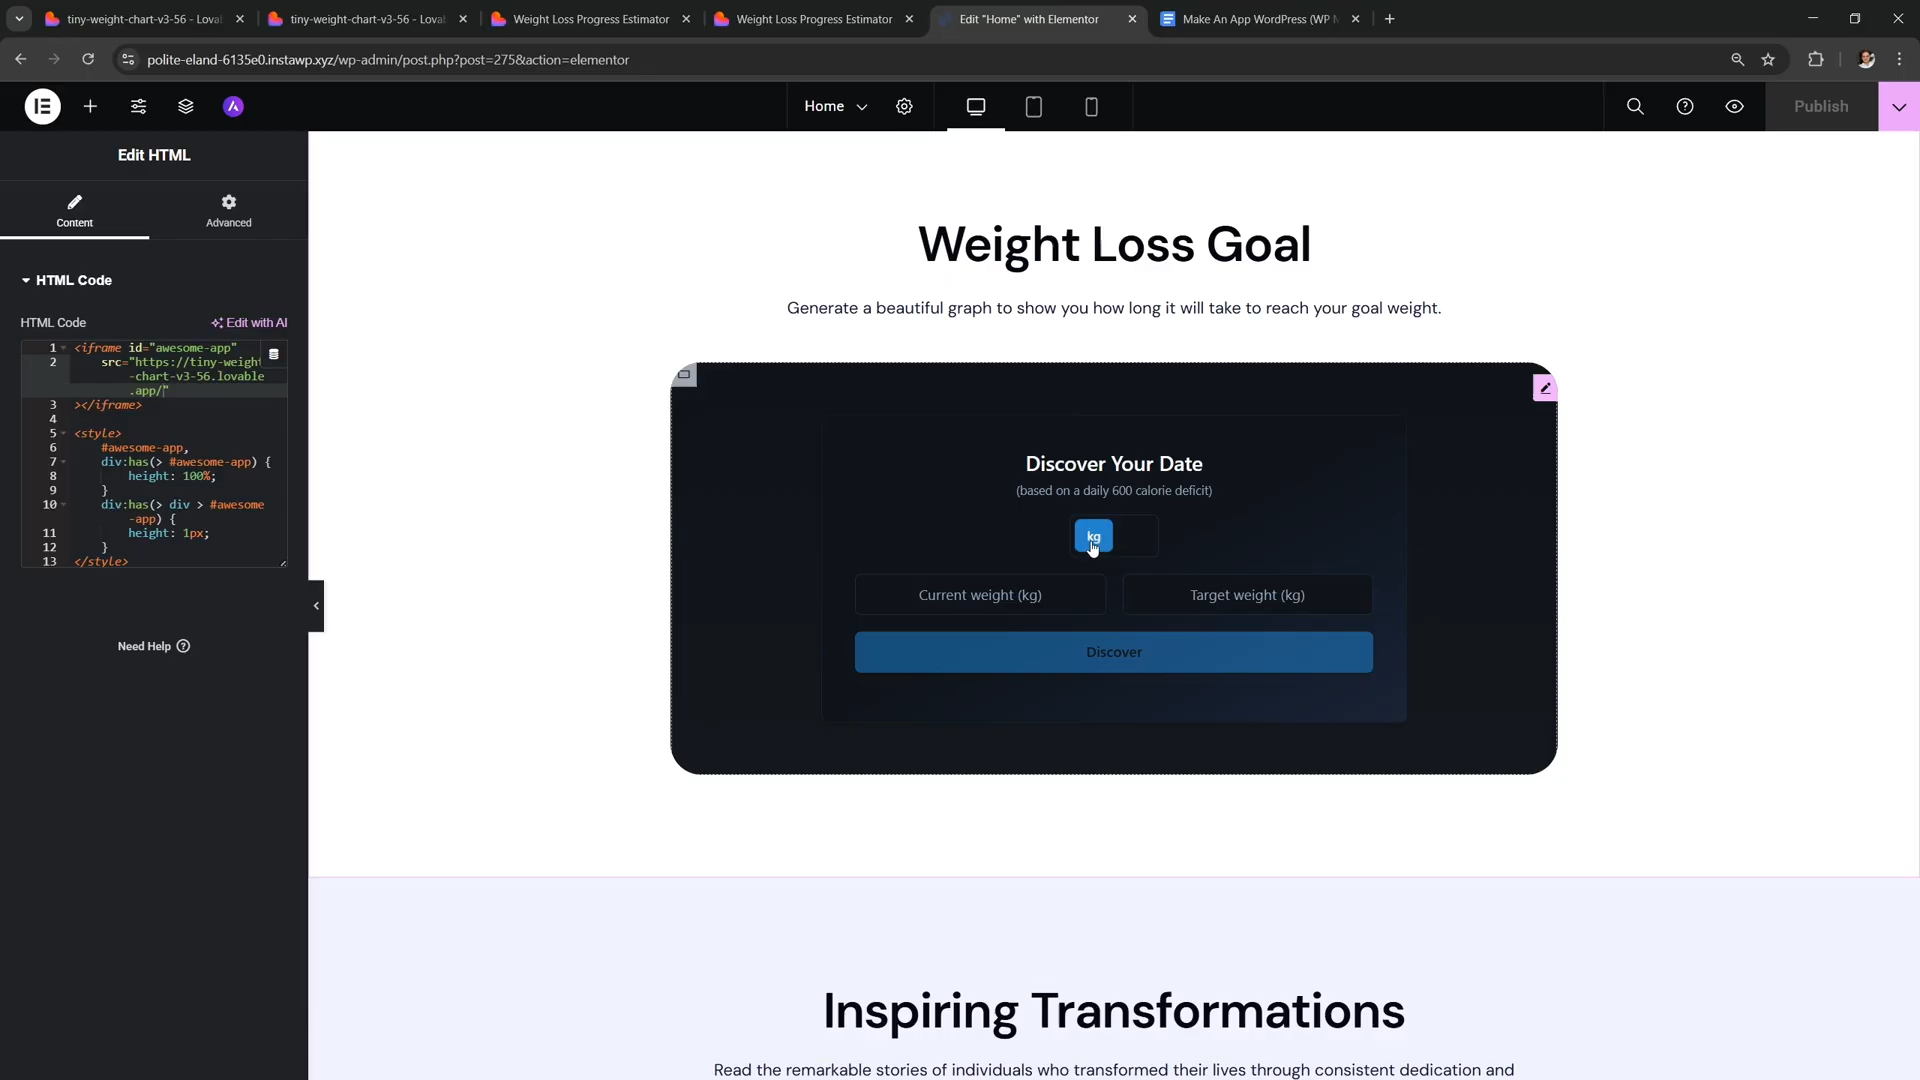 tiny-weight-chart-v3-56 - Loval
tiny-weight-chart-v3-56 - Lova
Weight Loss Progress Estimator
Weight Loss Progress Estimator
Edit "Home" with Elementor
Make An App WordPress (WP
polite-eland-6135e0.instawp.xyz/wp-admin/post.php?post=275&action=elementor
Home
Publish
Edit HTML
Content
Advanced
HTML Code
HTML Code
Edit with AI
1 <iframe id="awesome-app"
2 src="https://tiny-weight
-chart-v3-56.lovable
.app/"
3 ></iframe>
4
5 <style>
6 #awesome-app,
7 div:has(> #awesome-app) {
8 height: 100%;
9 }
10 div:has(> div > #awesome
-app) {
11 height: 1px;
12 }
13 </style>
Need Help
Weight Loss Goal
Generate a beautiful graph to show you how long it will take to reach your goal weight.
Discover Your Date
(based on a daily 600 calorie deficit)
kg
Current weight (kg)
Target weight (kg)
Discover
Inspiring Transformations
Read the remarkable stories of individuals who transformed their lives through consistent dedication and